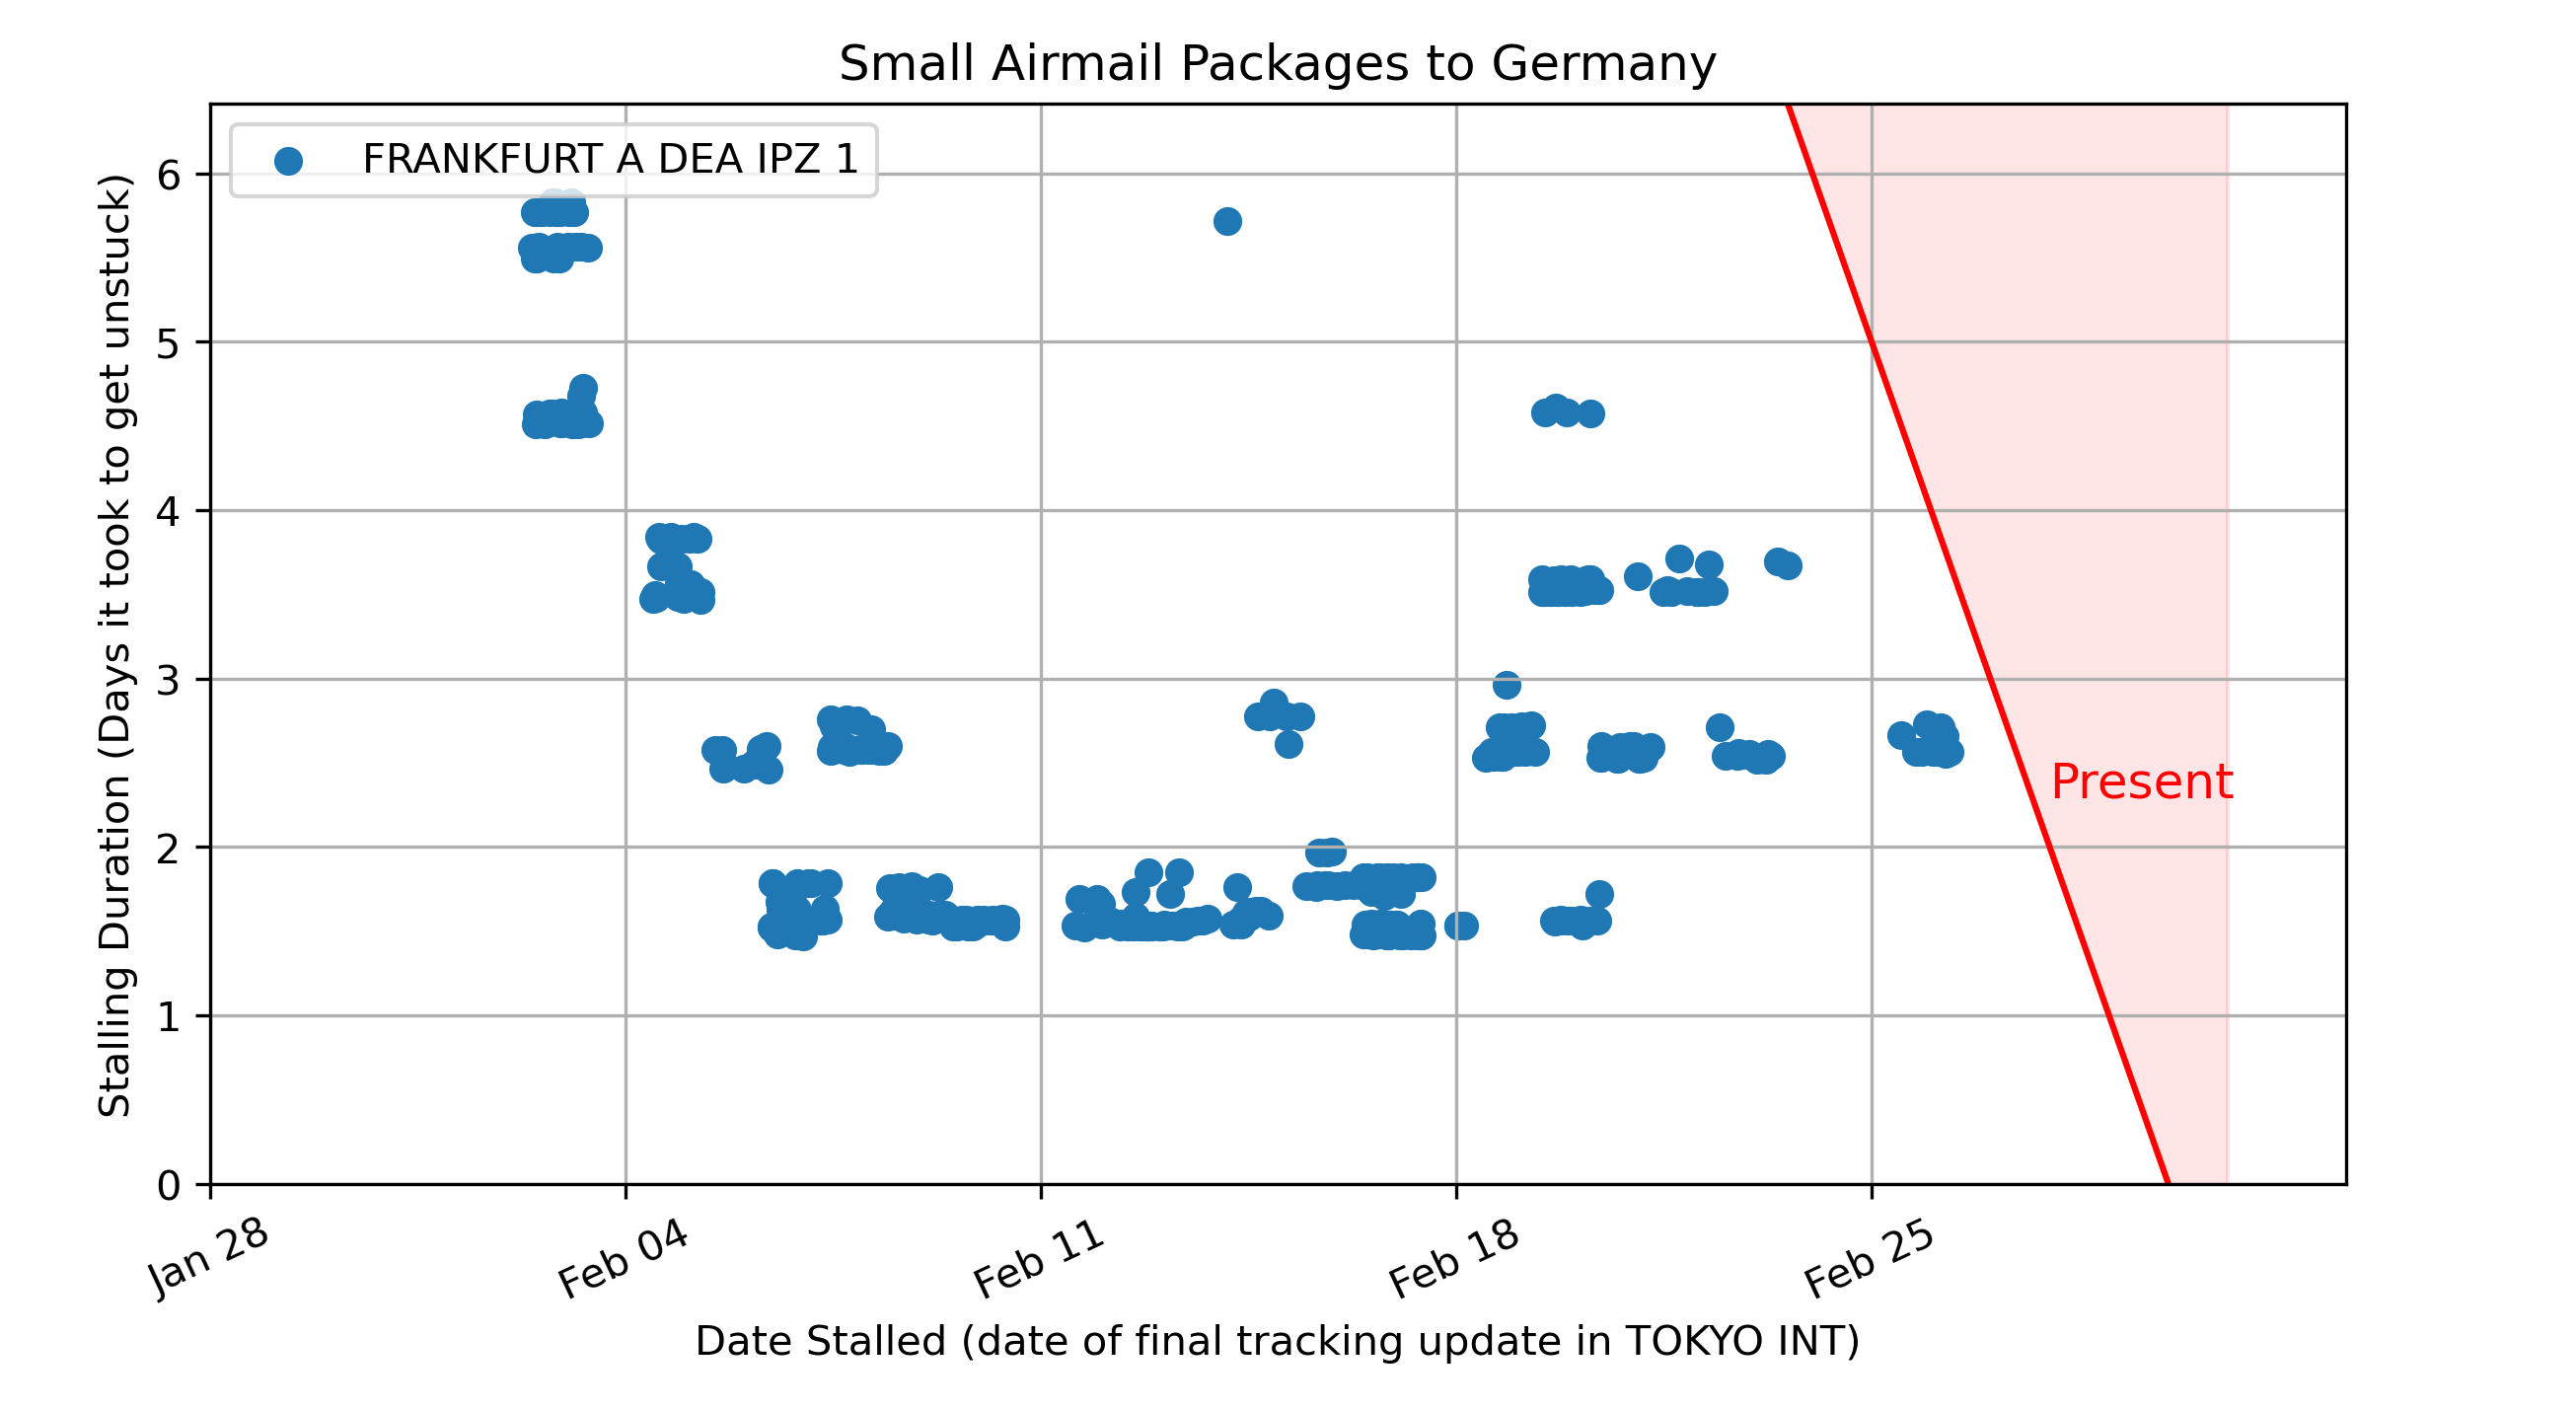 Small Airmail Packages to Germany
FRANKFURT A DEA IPZ 1
Stalling Duration (Days it took to get unstuck)
6
5
4
3
2
1
0
Present
Jan 28
Feb 04
Feb 11
Feb 18
Feb 25
Date Stalled (date of final tracking update in TOKYO INT)